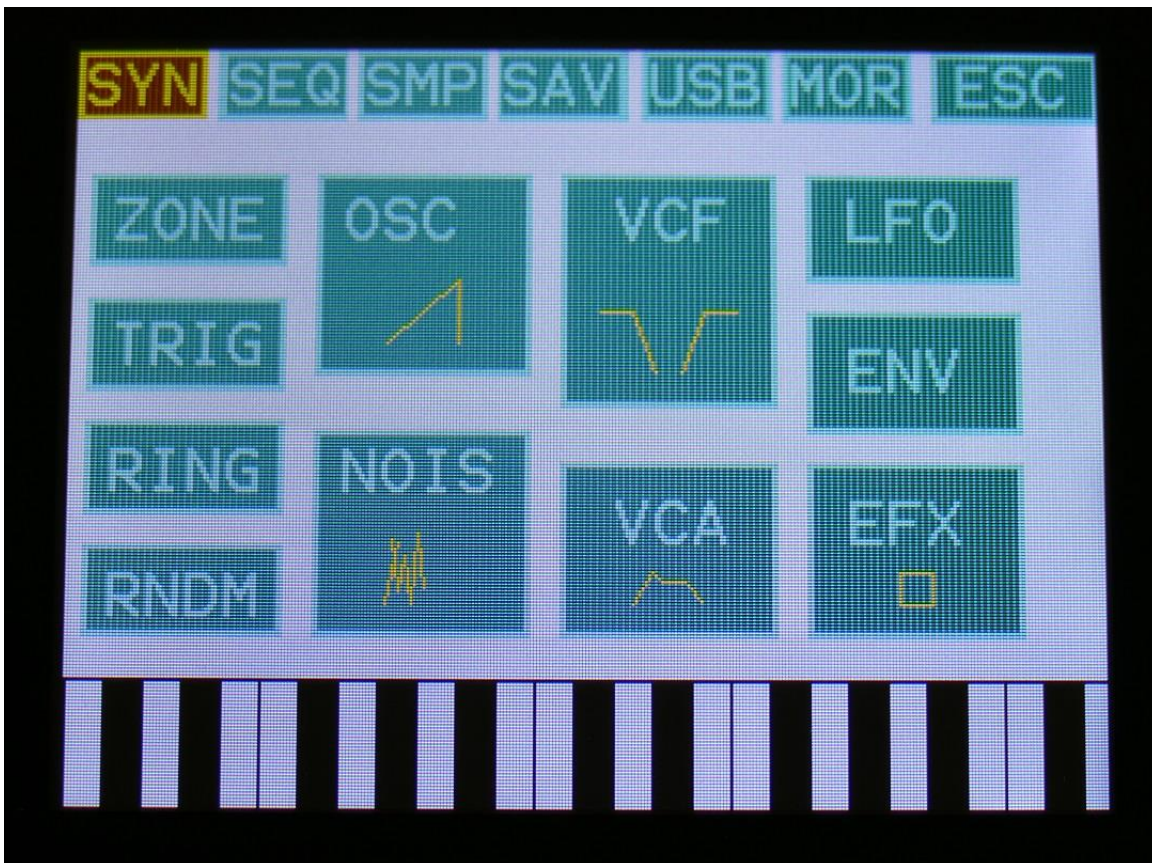 SYN SEQ SMP SAV USB MOR ESC
ZONE OSC VCF LFO
TRIG
ENV
RING NOIS
VCA EFX
RNDM